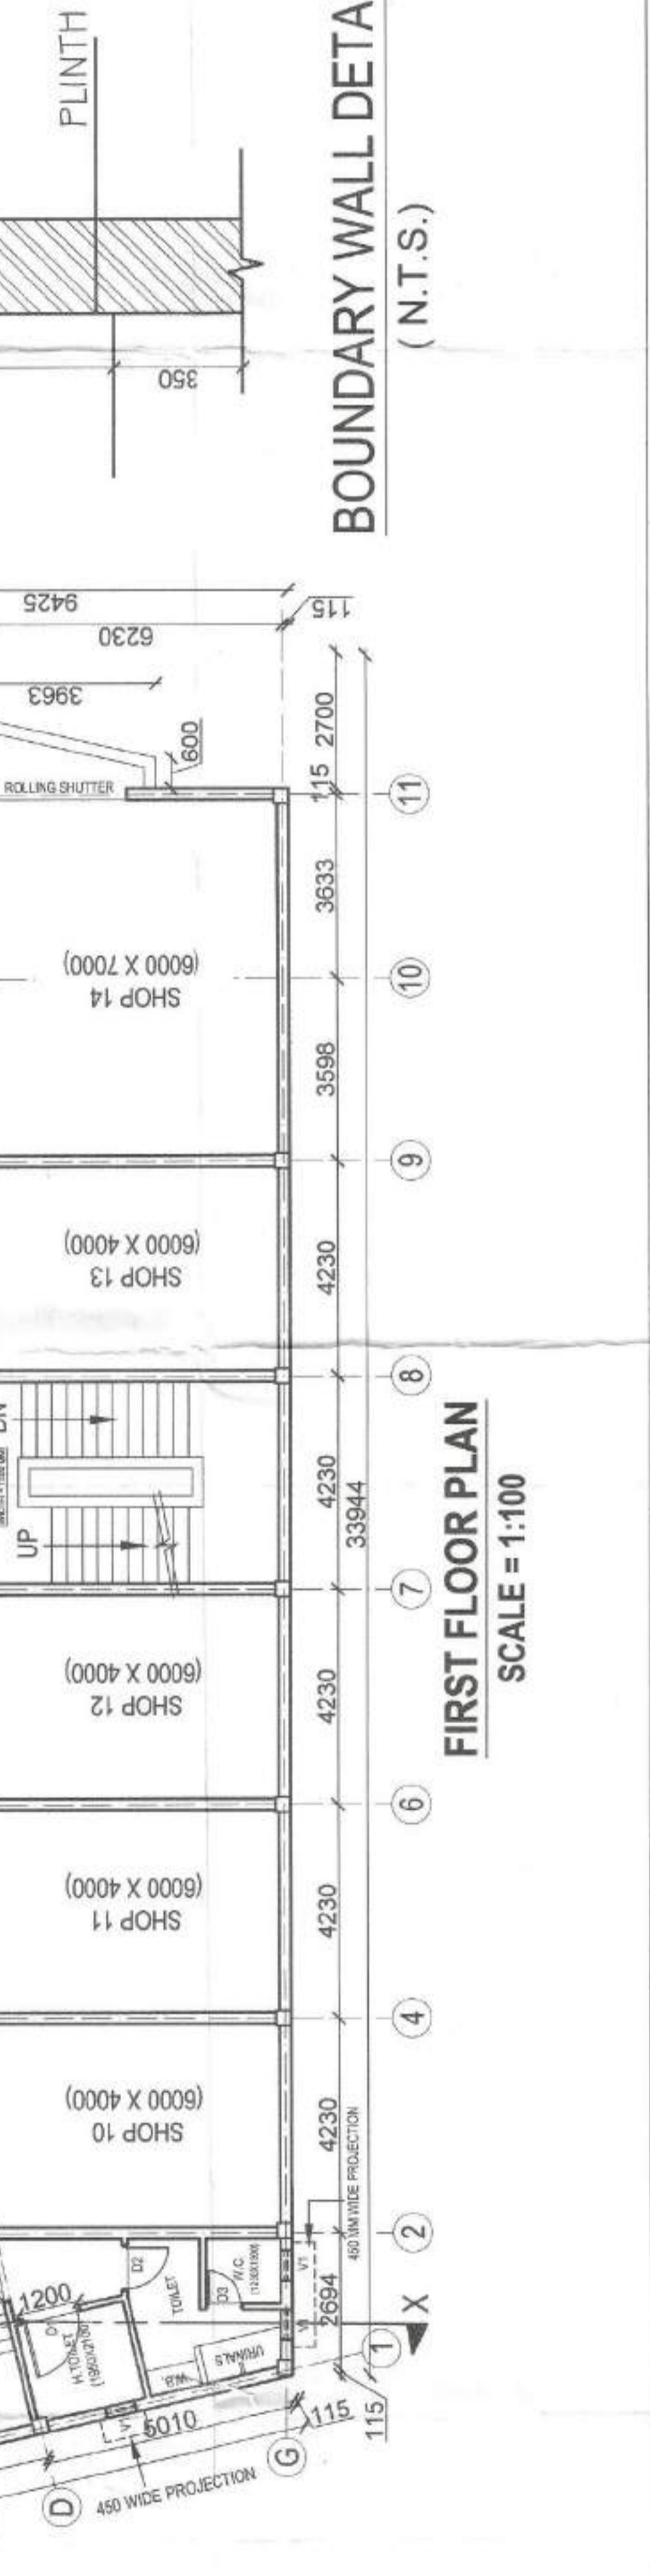 PLINTH
350
BOUNDARY WALL DETA
( N.T.S.)
9425
6230
115
3963
600
ROLLING SHUTTER
2700
115
11
3633
SHOP 14
(6000 X 7000)
10
3598
9
SHOP 13
(6000 X 4000)
4230
8
DN
UP
4230
33944
7
FIRST FLOOR PLAN
SCALE = 1:100
SHOP 12
(6000 X 4000)
4230
6
SHOP 11
(6000 X 4000)
4230
4
SHOP 10
(6000 X 4000)
4230
450 MM WIDE PROJECTION
2
D2
TOILET
D3
W.C.
(1200X1500)
V1
1200
H.TOILET
W.B.
URINALS
2694
X
1
115
5010
115
G
D
450 WIDE PROJECTION